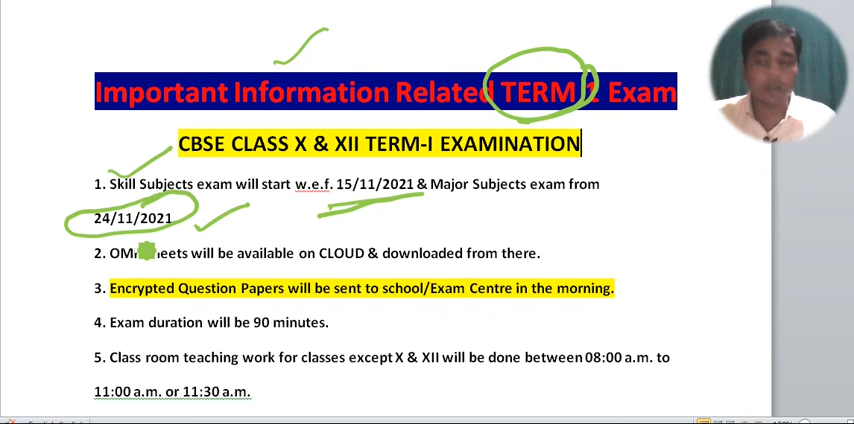 Important Information Related TERM 1 Exam
CBSE CLASS X & XII TERM-I EXAMINATION
1. Skill Subjects exam will start w.e.f. 15/11/2021 & Major Subjects exam from
24/11/2021
2. will be available on CLOUD & downloaded from there.
3. Encrypted Question Papers will be sent to school/Exam Centre in the morning.
4. Exam duration will be 90 minutes.
5. Class room teaching work for classes except X & XII will be done between 08:00 a.m. to
11:00 a.m. or 11:30 a.m.